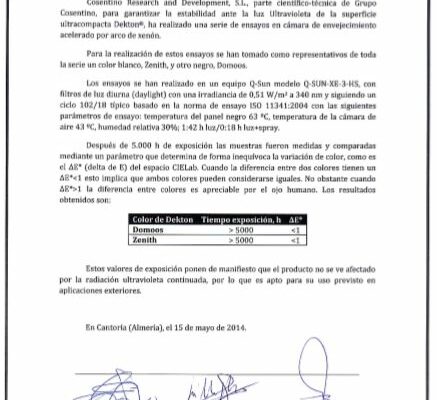 Cosentino Research and Development, S.L., parte científico-técnica de Grupo
Cosentino, para garantizar la estabilidad ante la luz Ultravioleta de la superficie
ultracompacta Dekton®, ha realizado una serie de ensayos en cámara de envejecimiento
acelerado por arco de xenón.
Para la realización de estos ensayos se han tomado como representativos de toda
la serie un color blanco, Zenith, y otro negro, Domoos.
Los ensayos se han realizado en un equipo Q-Sun modelo Q-SUN-XE-3-HS, con
filtros de luz diurna (daylight) con una irradiancia de 0,51 W/m² a 340 nm y siguiendo un
ciclo 102/18 típico basado en la norma de ensayo ISO 11341:2004 con las siguientes
parámetros de ensayo: temperatura del panel negro 63 ºC, temperatura de la cámara de
aire 43 ºC, humedad relativa 30%; 1:42 h luz/0:18 h luz+spray.
Después de 5.000 h de exposición las muestras fueron medidas y comparadas
mediante un parámetro que determina de forma inequívoca la variación de color, como es
el ΔE* (delta de E) del espacio CIELab. Cuando la diferencia entre dos colores tienen un
ΔE*<1 esto implica que ambos colores pueden considerarse iguales. No obstante cuando
ΔE*>1 la diferencia entre colores es apreciable por el ojo humano. Los resultados
obtenidos son:
Color de Dekton Tiempo exposición, h ΔE*
Domoos > 5000 <1
Zenith > 5000 <1
Estos valores de exposición ponen de manifiesto que el producto no se ve afectado
por la radiación ultravioleta continuada, por lo que es apto para su uso previsto en
aplicaciones exteriores.
En Cantoria (Almería), el 15 de mayo de 2014.